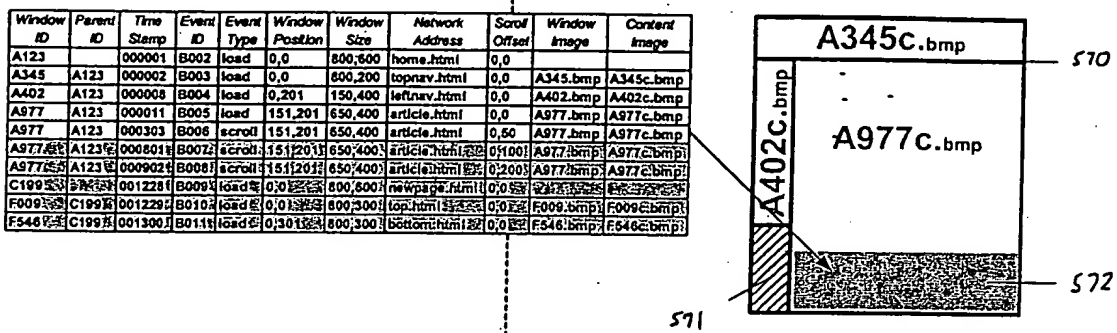 Window ID Parent ID Time Stamp Event ID Event Type Window Position Window Size Network Address Scroll Offset Window Image Content Image
A123 000001 B002 load 0,0 800,600 home.html 0,0
A345 A123 000002 B003 load 0,0 800,200 topnav.html 0,0 A345.bmp A345c.bmp
A402 A123 000008 B004 load 0,201 150,400 leftnav.html 0,0 A402.bmp A402c.bmp
A977 A123 000011 B005 load 151,201 650,400 article.html 0,0 A977.bmp A977c.bmp
A977 A123 000303 B006 scroll 151,201 650,400 article.html 0,50 A977.bmp A977c.bmp
A977 A123 000801 B007 scroll 151,201 650,400 article.html 0,100 A977.bmp A977c.bmp
A977 A123 000902 B008 scroll 151,201 650,400 article.html 0,200 A977.bmp A977c.bmp
C199 001228 B009 load 0,0 800,600 newpage.html 0,0
F009 C199 001229 B010 load 0,0 800,300 top.html 0,0 F009.bmp F009c.bmp
F546 C199 001300 B011 load 0,301 800,300 bottom.html 0,0 F546.bmp F546c.bmp
A345c.bmp
570
A402c.bmp
A977c.bmp
572
571